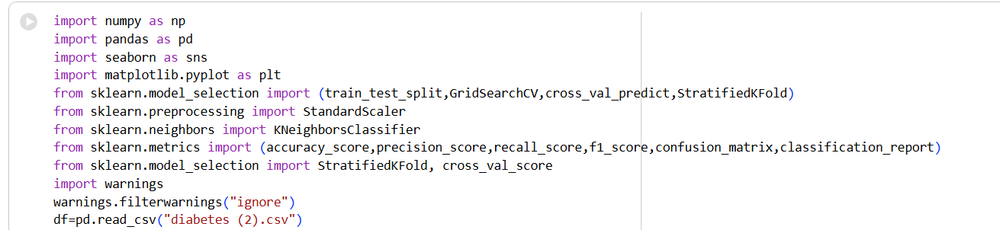 import numpy as np
import pandas as pd
import seaborn as sns
import matplotlib.pyplot as plt
from sklearn.model_selection import (train_test_split,GridSearchCV,cross_val_predict,StratifiedKFold)
from sklearn.preprocessing import StandardScaler
from sklearn.neighbors import KNeighborsClassifier
from sklearn.metrics import (accuracy_score,precision_score,recall_score,f1_score,confusion_matrix,classification_report)
from sklearn.model_selection import StratifiedKFold, cross_val_score
import warnings
warnings.filterwarnings("ignore")
df=pd.read_csv("diabetes (2).csv")